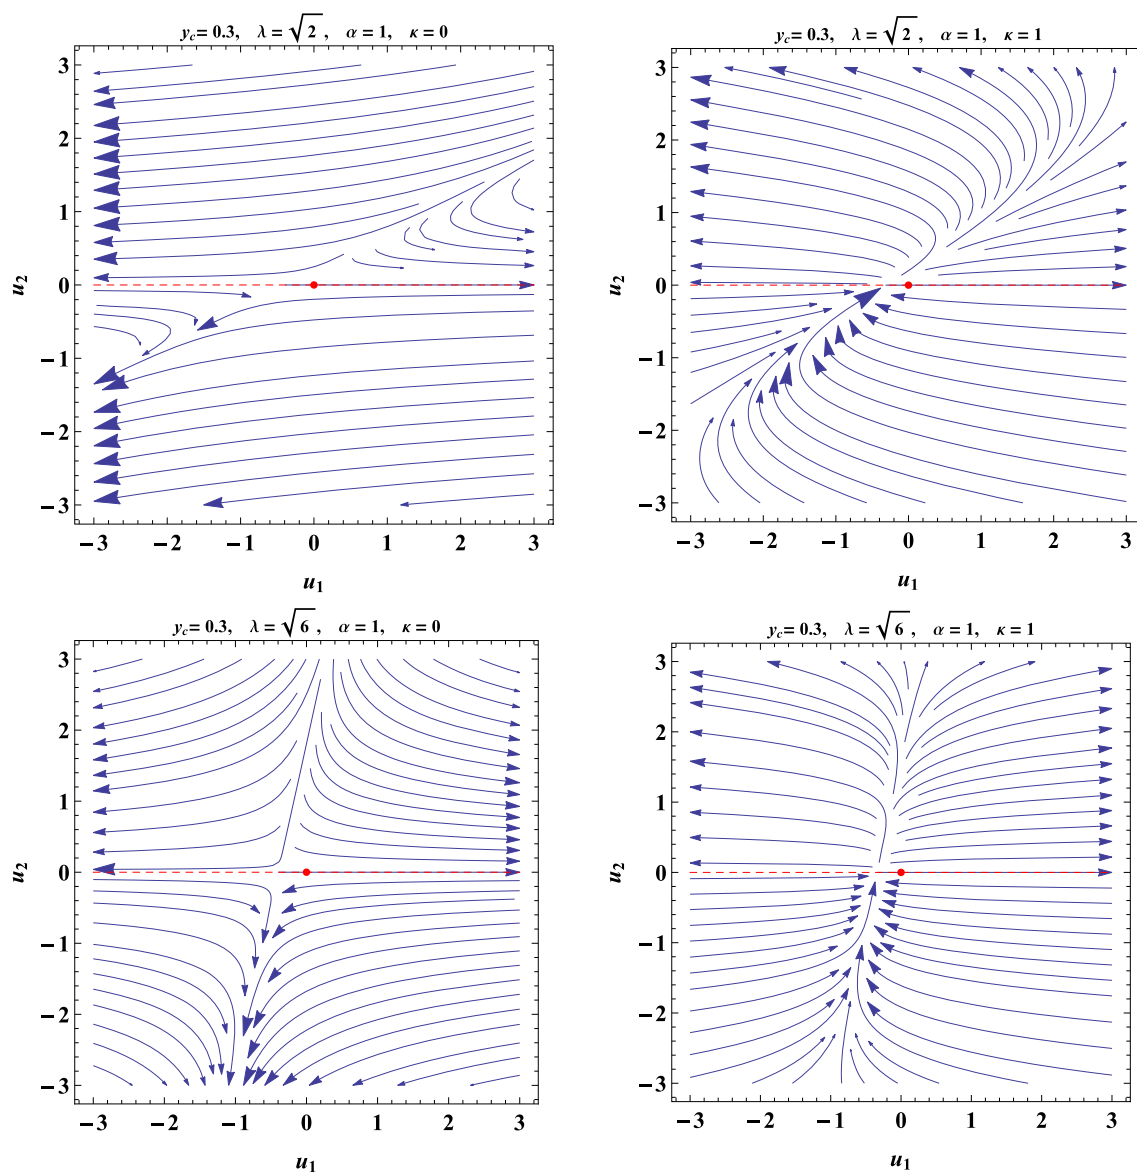 y_c = 0.3, λ = √2, α = 1, κ = 0
3
2
1
0
−1
−2
−3
u_2
−3 −2 −1 0 1 2 3
u_1
y_c = 0.3, λ = √2, α = 1, κ = 1
3
2
1
0
−1
−2
−3
u_2
−3 −2 −1 0 1 2 3
u_1
y_c = 0.3, λ = √6, α = 1, κ = 0
3
2
1
0
−1
−2
−3
u_2
−3 −2 −1 0 1 2 3
u_1
y_c = 0.3, λ = √6, α = 1, κ = 1
3
2
1
0
−1
−2
−3
u_2
−3 −2 −1 0 1 2 3
u_1